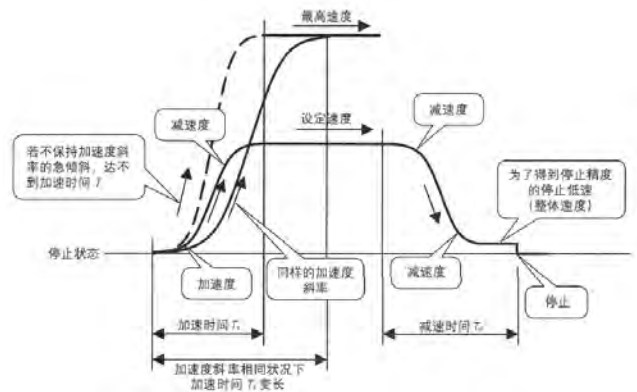 最高速度
减速度
设定速度
减速度
若不保持加速度斜
率的急倾斜，达不
到加速时间 T
为了得到停止精度
的停止低速
(整体速度)
停止状态
加速度
同样的加速度
斜率
减速度
停止
加速时间 T
减速时间 T
加速度斜率相同状况下
加速时间 T 变长